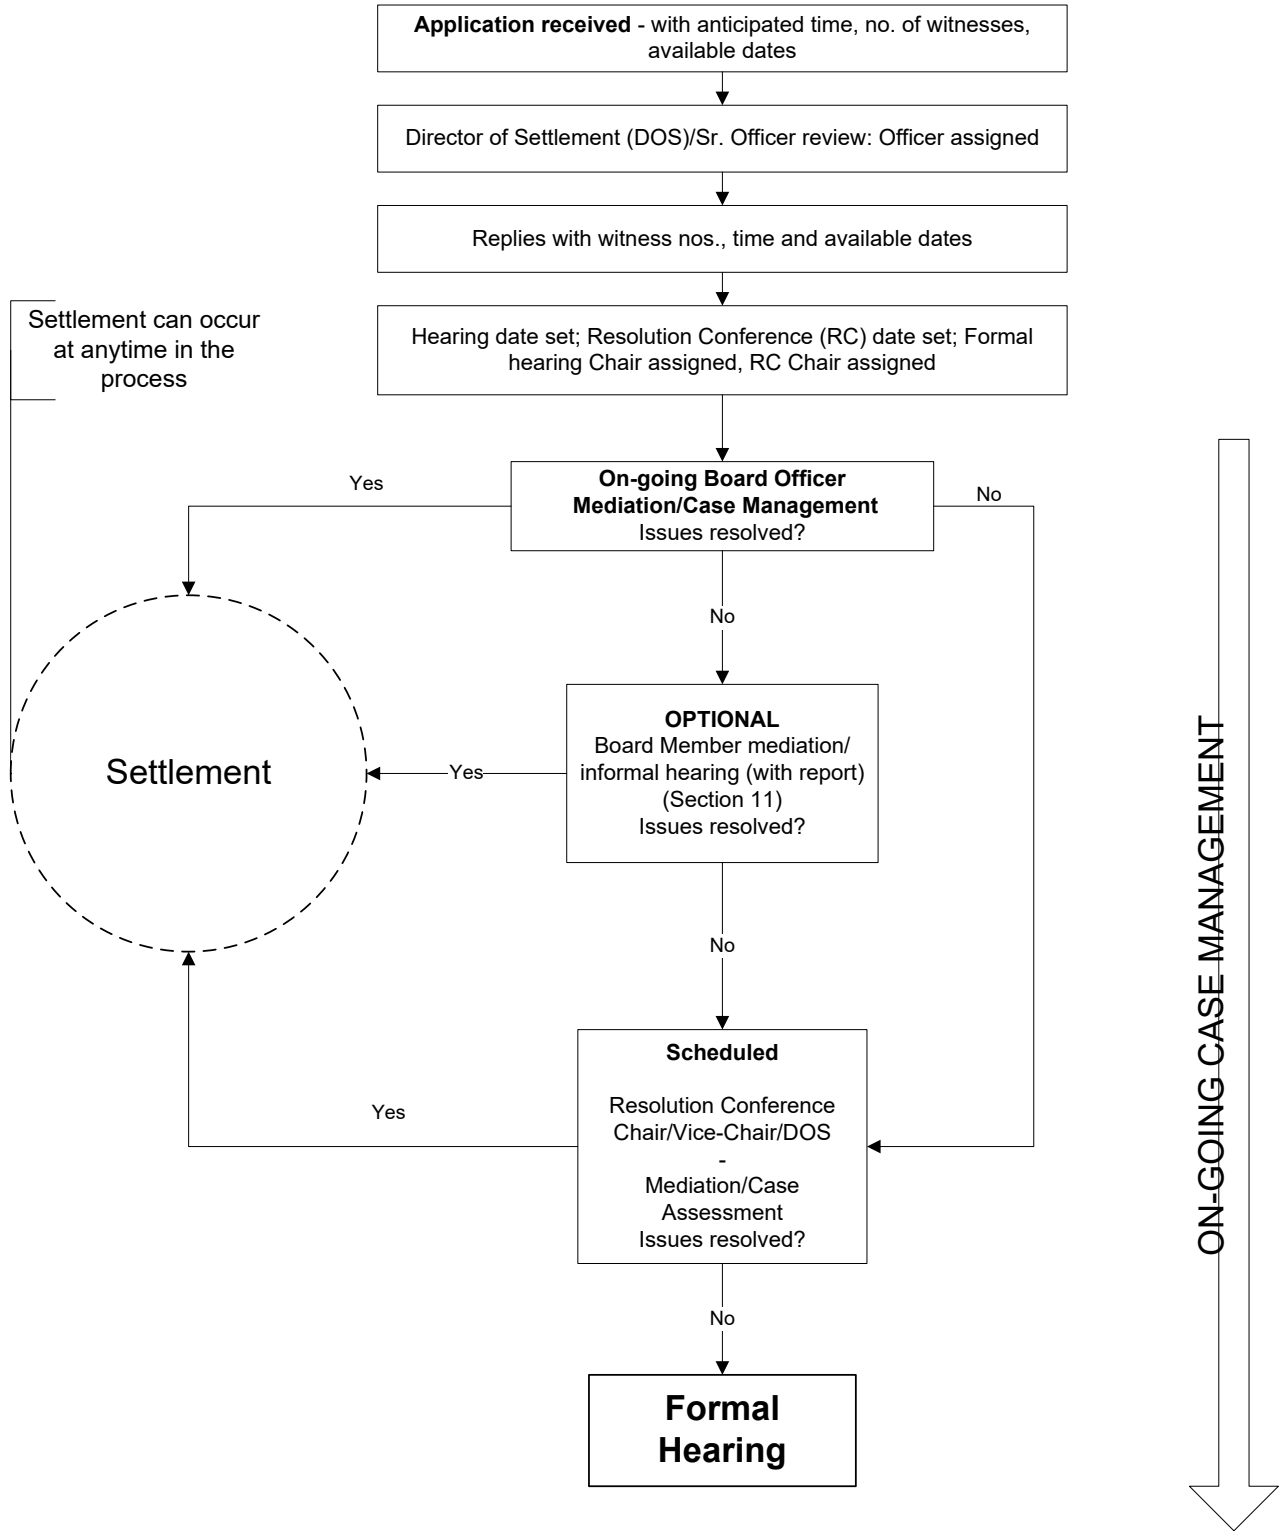 Application received - with anticipated time, no. of witnesses,
available dates
Director of Settlement (DOS)/Sr. Officer review: Officer assigned
Replies with witness nos., time and available dates
Settlement can occur
at anytime in the
process
Hearing date set; Resolution Conference (RC) date set; Formal
hearing Chair assigned, RC Chair assigned
On-going Board Officer
Mediation/Case Management
Issues resolved?
Yes
No
No
OPTIONAL
Board Member mediation/
informal hearing (with report)
(Section 11)
Issues resolved?
Yes
Settlement
No
Scheduled
Resolution Conference
Chair/Vice-Chair/DOS
-
Mediation/Case
Assessment
Issues resolved?
Yes
No
Formal
Hearing
ON-GOING CASE MANAGEMENT